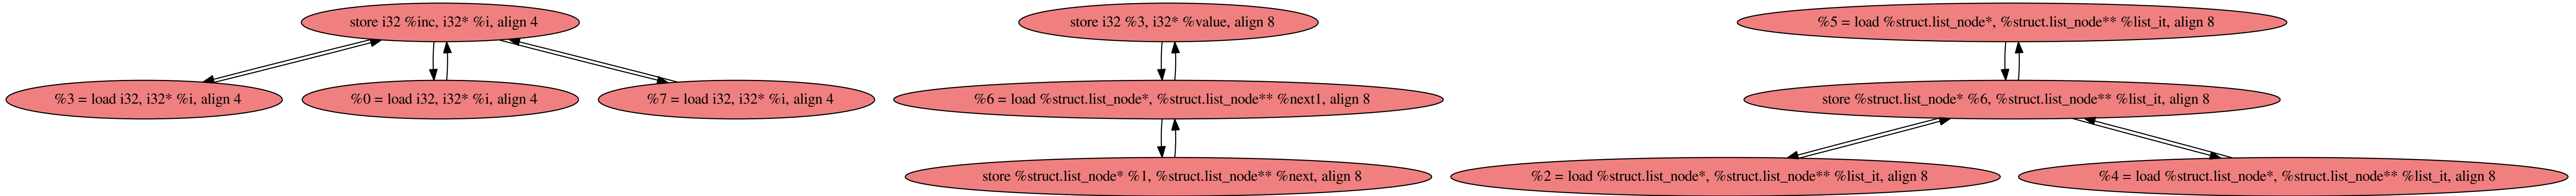 store i32 %inc, i32* %i, align 4
store i32 %3, i32* %value, align 8
%5 = load %struct.list_node*, %struct.list_node** %list_it, align 8
%3 = load i32, i32* %i, align 4
%0 = load i32, i32* %i, align 4
%7 = load i32, i32* %i, align 4
%6 = load %struct.list_node*, %struct.list_node** %next1, align 8
store %struct.list_node* %6, %struct.list_node** %list_it, align 8
store %struct.list_node* %1, %struct.list_node** %next, align 8
%2 = load %struct.list_node*, %struct.list_node** %list_it, align 8
%4 = load %struct.list_node*, %struct.list_node** %list_it, align 8